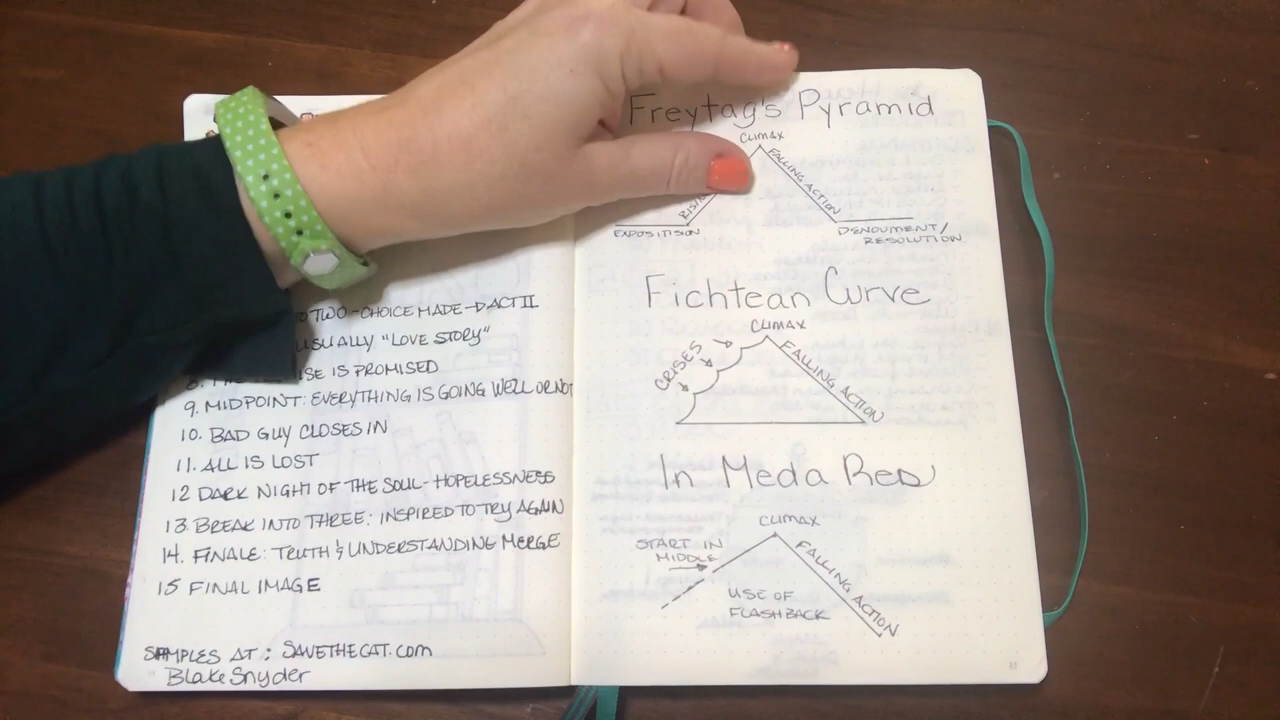 TO TWO-CHOICE MADE-D ACT II
USUALLY "LOVE STORY"
8. IS PROMISED
9. MIDPOINT: EVERYTHING IS GOING WELL OR NOT
10. BAD GUY CLOSES IN
11. ALL IS LOST
12 DARK NIGHT OF THE SOUL - HOPELESSNESS
13. BREAK INTO THREE: INSPIRED TO TRY AGAIN
14. FINALE: TRUTH & UNDERSTANDING MERGE
15 FINAL IMAGE
SAMPLES AT: SAVETHECAT.com
Blake Snyder
Freytag's Pyramid
CLIMAX
FALLING ACTION
EXPOSITISION
DENOUMENT/
RESOLUTION
Fichtean Curve
CLIMAX
CRISES
FALLING ACTION
In Meda Res
CLIMAX
START IN
MIDDLE
FALLING ACTION
USE OF
FLASHBACK